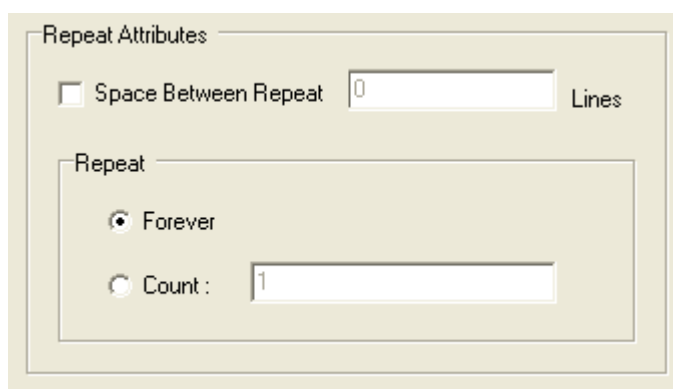 Repeat Attributes
Space Between Repeat 0 Lines
Repeat
Forever
Count : 1